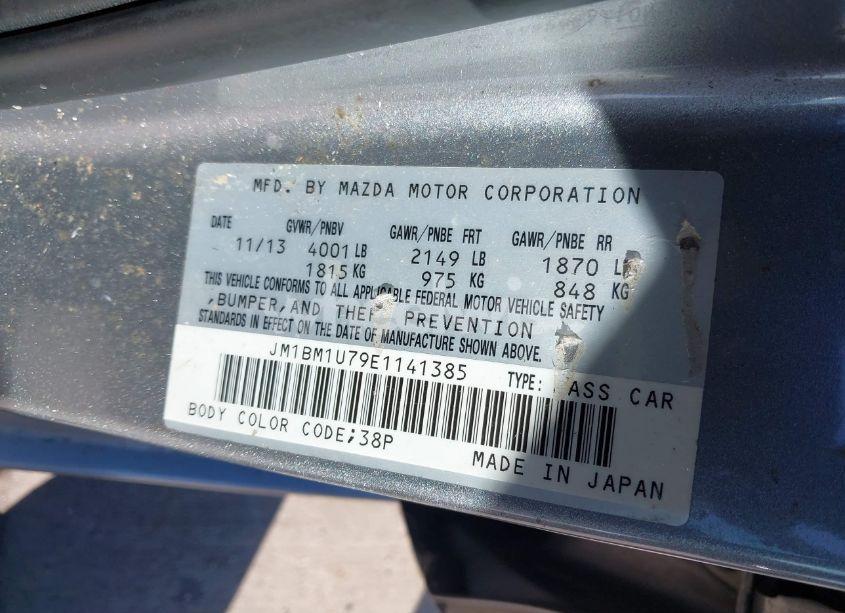 MFD. BY MAZDA MOTOR CORPORATION
DATE GVWR/PNBV GAWR/PNBE FRT GAWR/PNBE RR
11/13 4001 LB 2149 LB 1870 LB
1815 KG 975 KG 848 KG
THIS VEHICLE CONFORMS TO ALL APPLICABLE FEDERAL MOTOR VEHICLE SAFETY
,BUMPER,AND THEFT PREVENTION
STANDARDS IN EFFECT ON THE DATE OF MANUFACTURE SHOWN ABOVE.
JM1BM1U79E1141385 TYPE: PASS CAR
BODY COLOR CODE;38P
MADE IN JAPAN